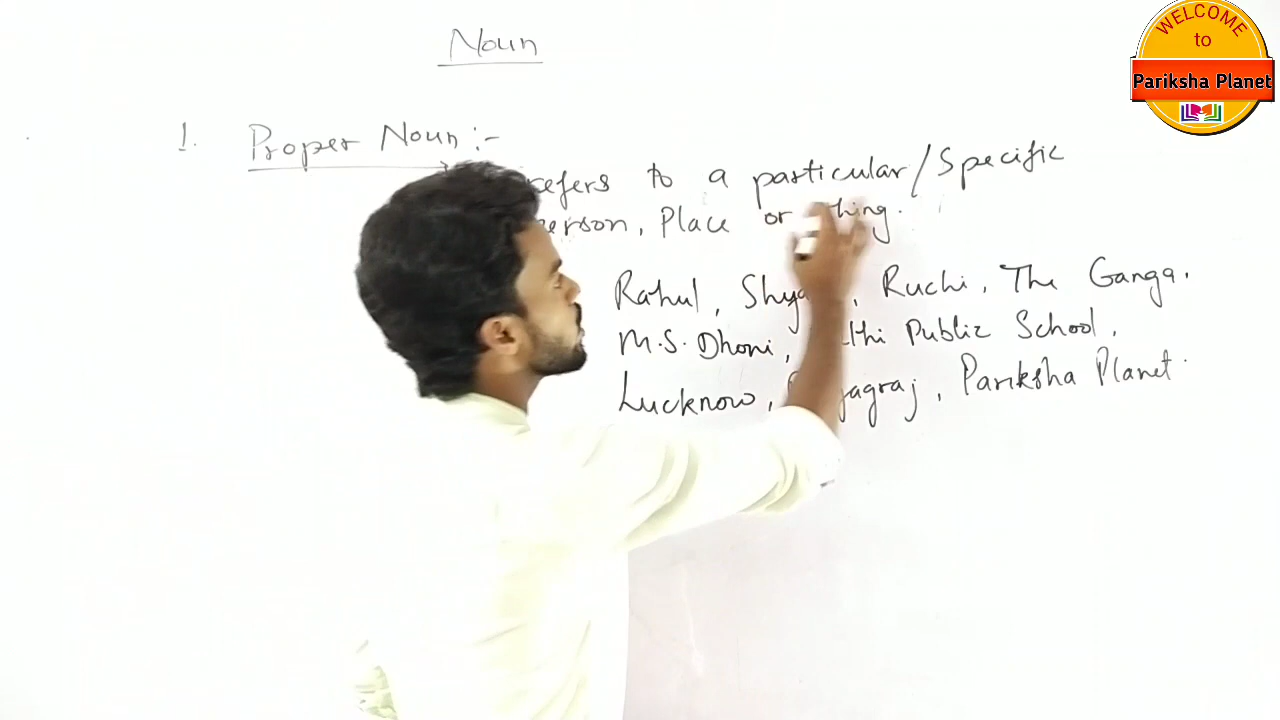 Noun
WELCOME
to
Pariksha Planet
1. Proper Noun :-
refers to a particular/Specific
Place or thing.
Rahul, Ruchi, The Ganga.
M.S. Dhoni, Public School,
Lucknow, Pariksha Planet.